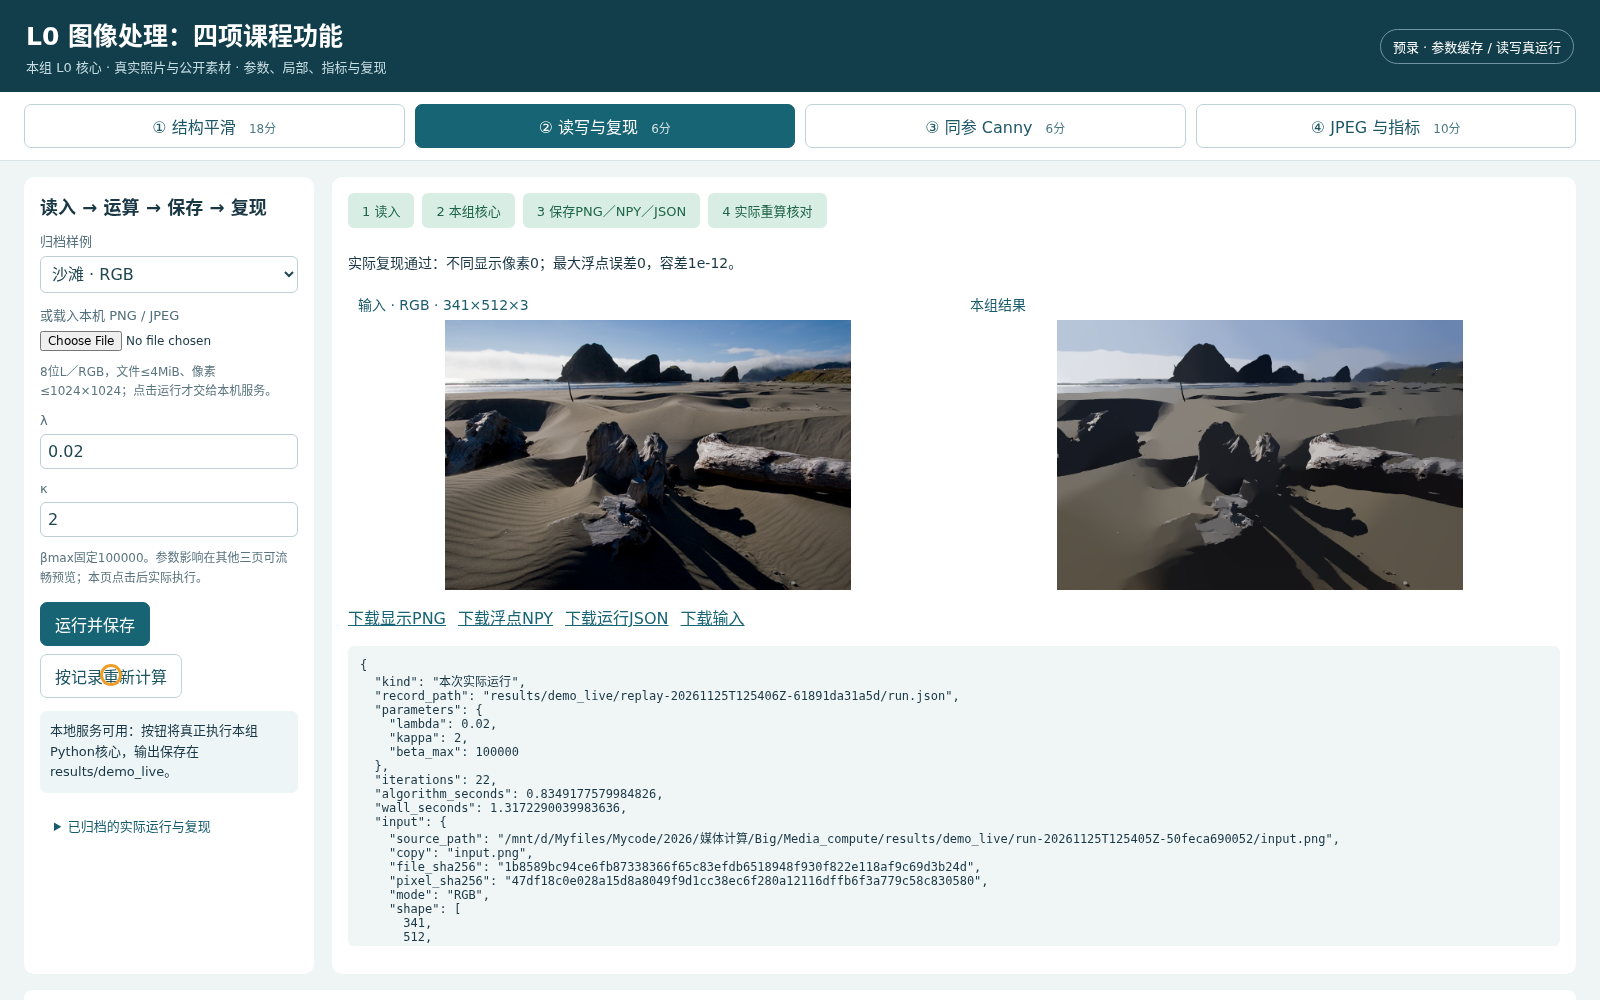 L0 图像处理：四项课程功能
本组 L0 核心 · 真实照片与公开素材 · 参数、局部、指标与复现
预录 · 参数缓存 / 读写真运行
① 结构平滑 18分
② 读写与复现 6分
③ 同参 Canny 6分
④ JPEG 与指标 10分
读入 → 运算 → 保存 → 复现
归档样例
沙滩 · RGB
或载入本机 PNG / JPEG
Choose File No file chosen
8位L／RGB，文件≤4MiB、像素
≤1024×1024；点击运行才交给本机服务。
λ
0.02
κ
2
βmax固定100000。参数影响在其他三页可流
畅预览；本页点击后实际执行。
运行并保存
按记录重新计算
本地服务可用：按钮将真正执行本组
Python核心，输出保存在
results/demo_live。
▶ 已归档的实际运行与复现
1 读入
2 本组核心
3 保存PNG／NPY／JSON
4 实际重算核对
实际复现通过：不同显示像素0；最大浮点误差0，容差1e-12。
输入 · RGB · 341×512×3
本组结果
下载显示PNG 下载浮点NPY 下载运行JSON 下载输入
{
"kind": "本次实际运行",
"record_path": "results/demo_live/replay-20261125T125406Z-61891da31a5d/run.json",
"parameters": {
"lambda": 0.02,
"kappa": 2,
"beta_max": 100000
},
"iterations": 22,
"algorithm_seconds": 0.8349177579984826,
"wall_seconds": 1.3172290039983636,
"input": {
"source_path": "/mnt/d/Myfiles/Mycode/2026/媒体计算/Big/Media_compute/results/demo_live/run-20261125T125405Z-50feca690052/input.png",
"copy": "input.png",
"file_sha256": "1b8589bc94ce6fb87338366f65c83efdb6518948f930f822e118af9c69d3b24d",
"pixel_sha256": "47df18c0e028a15d8a8049f9d1cc38ec6f280a12116dffb6f3a779c58c830580",
"mode": "RGB",
"shape": [
341,
512,